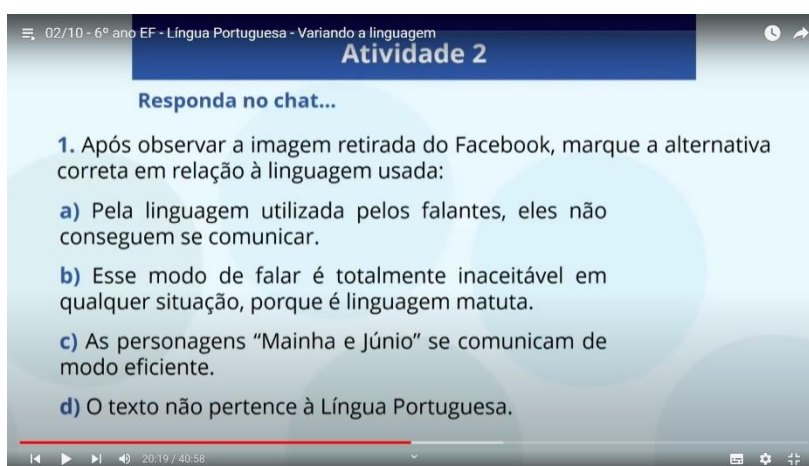 02/10 - 6º ano EF - Língua Portuguesa - Variando a linguagem
Atividade 2
Responda no chat...
1. Após observar a imagem retirada do Facebook, marque a alternativa
correta em relação à linguagem usada:
a) Pela linguagem utilizada pelos falantes, eles não
conseguem se comunicar.
b) Esse modo de falar é totalmente inaceitável em
qualquer situação, porque é linguagem matuta.
c) As personagens “Mainha e Júnio” se comunicam de
modo eficiente.
d) O texto não pertence à Língua Portuguesa.
20:19 / 40:58